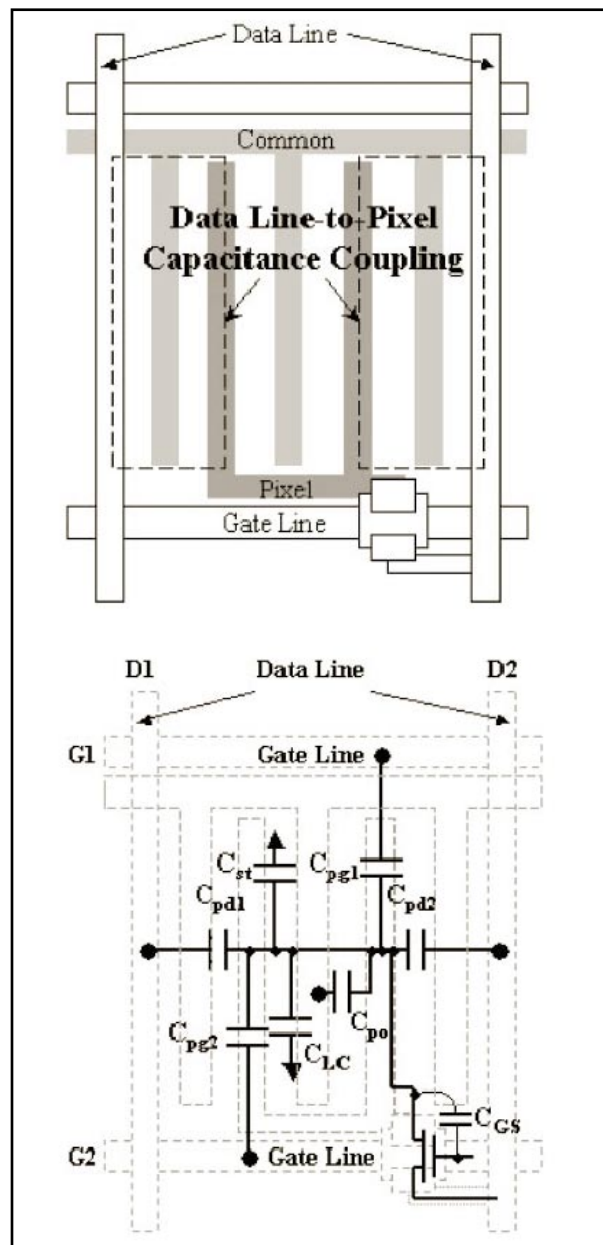 Data Line
Common
Data Line-to-Pixel
Capacitance Coupling
Pixel
Gate Line
D1 Data Line D2
G1 Gate Line
Cst Cpg1
Cpd1 Cpd2
Cpo
Cpg2 CLC
CGS
G2 Gate Line